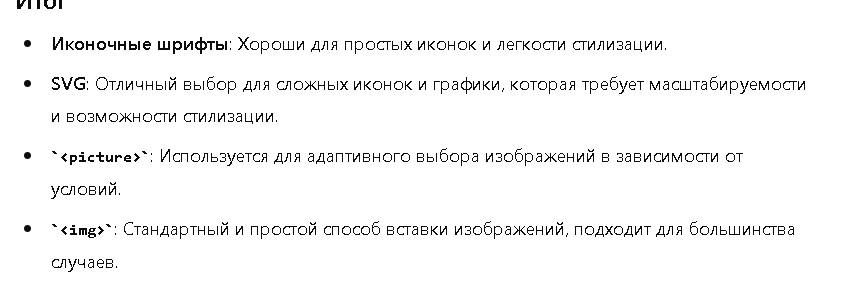 Итог
• Иконочные шрифты: Хороши для простых иконок и легкости стилизации.
• SVG: Отличный выбор для сложных иконок и графики, которая требует масштабируемости
и возможности стилизации.
• `<picture>`: Используется для адаптивного выбора изображений в зависимости от
условий.
• `<img>`: Стандартный и простой способ вставки изображений, подходит для большинства
случаев.